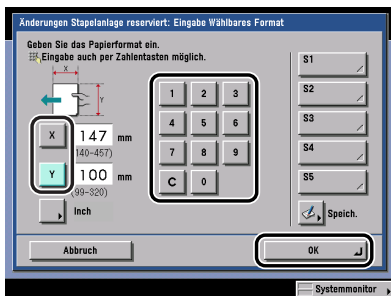 Änderungen Stapelanlage reserviert: Eingabe Wählbares Format
Geben Sie das Papierformat ein.
Eingabe auch per Zahlentasten möglich.
X
Y
X 147 mm
(140-457)
Y 100 mm
(99-320)
Inch
1 2 3
4 5 6
7 8 9
C 0
S1
S2
S3
S4
S5
Speich.
Abbruch
OK
Systemmonitor